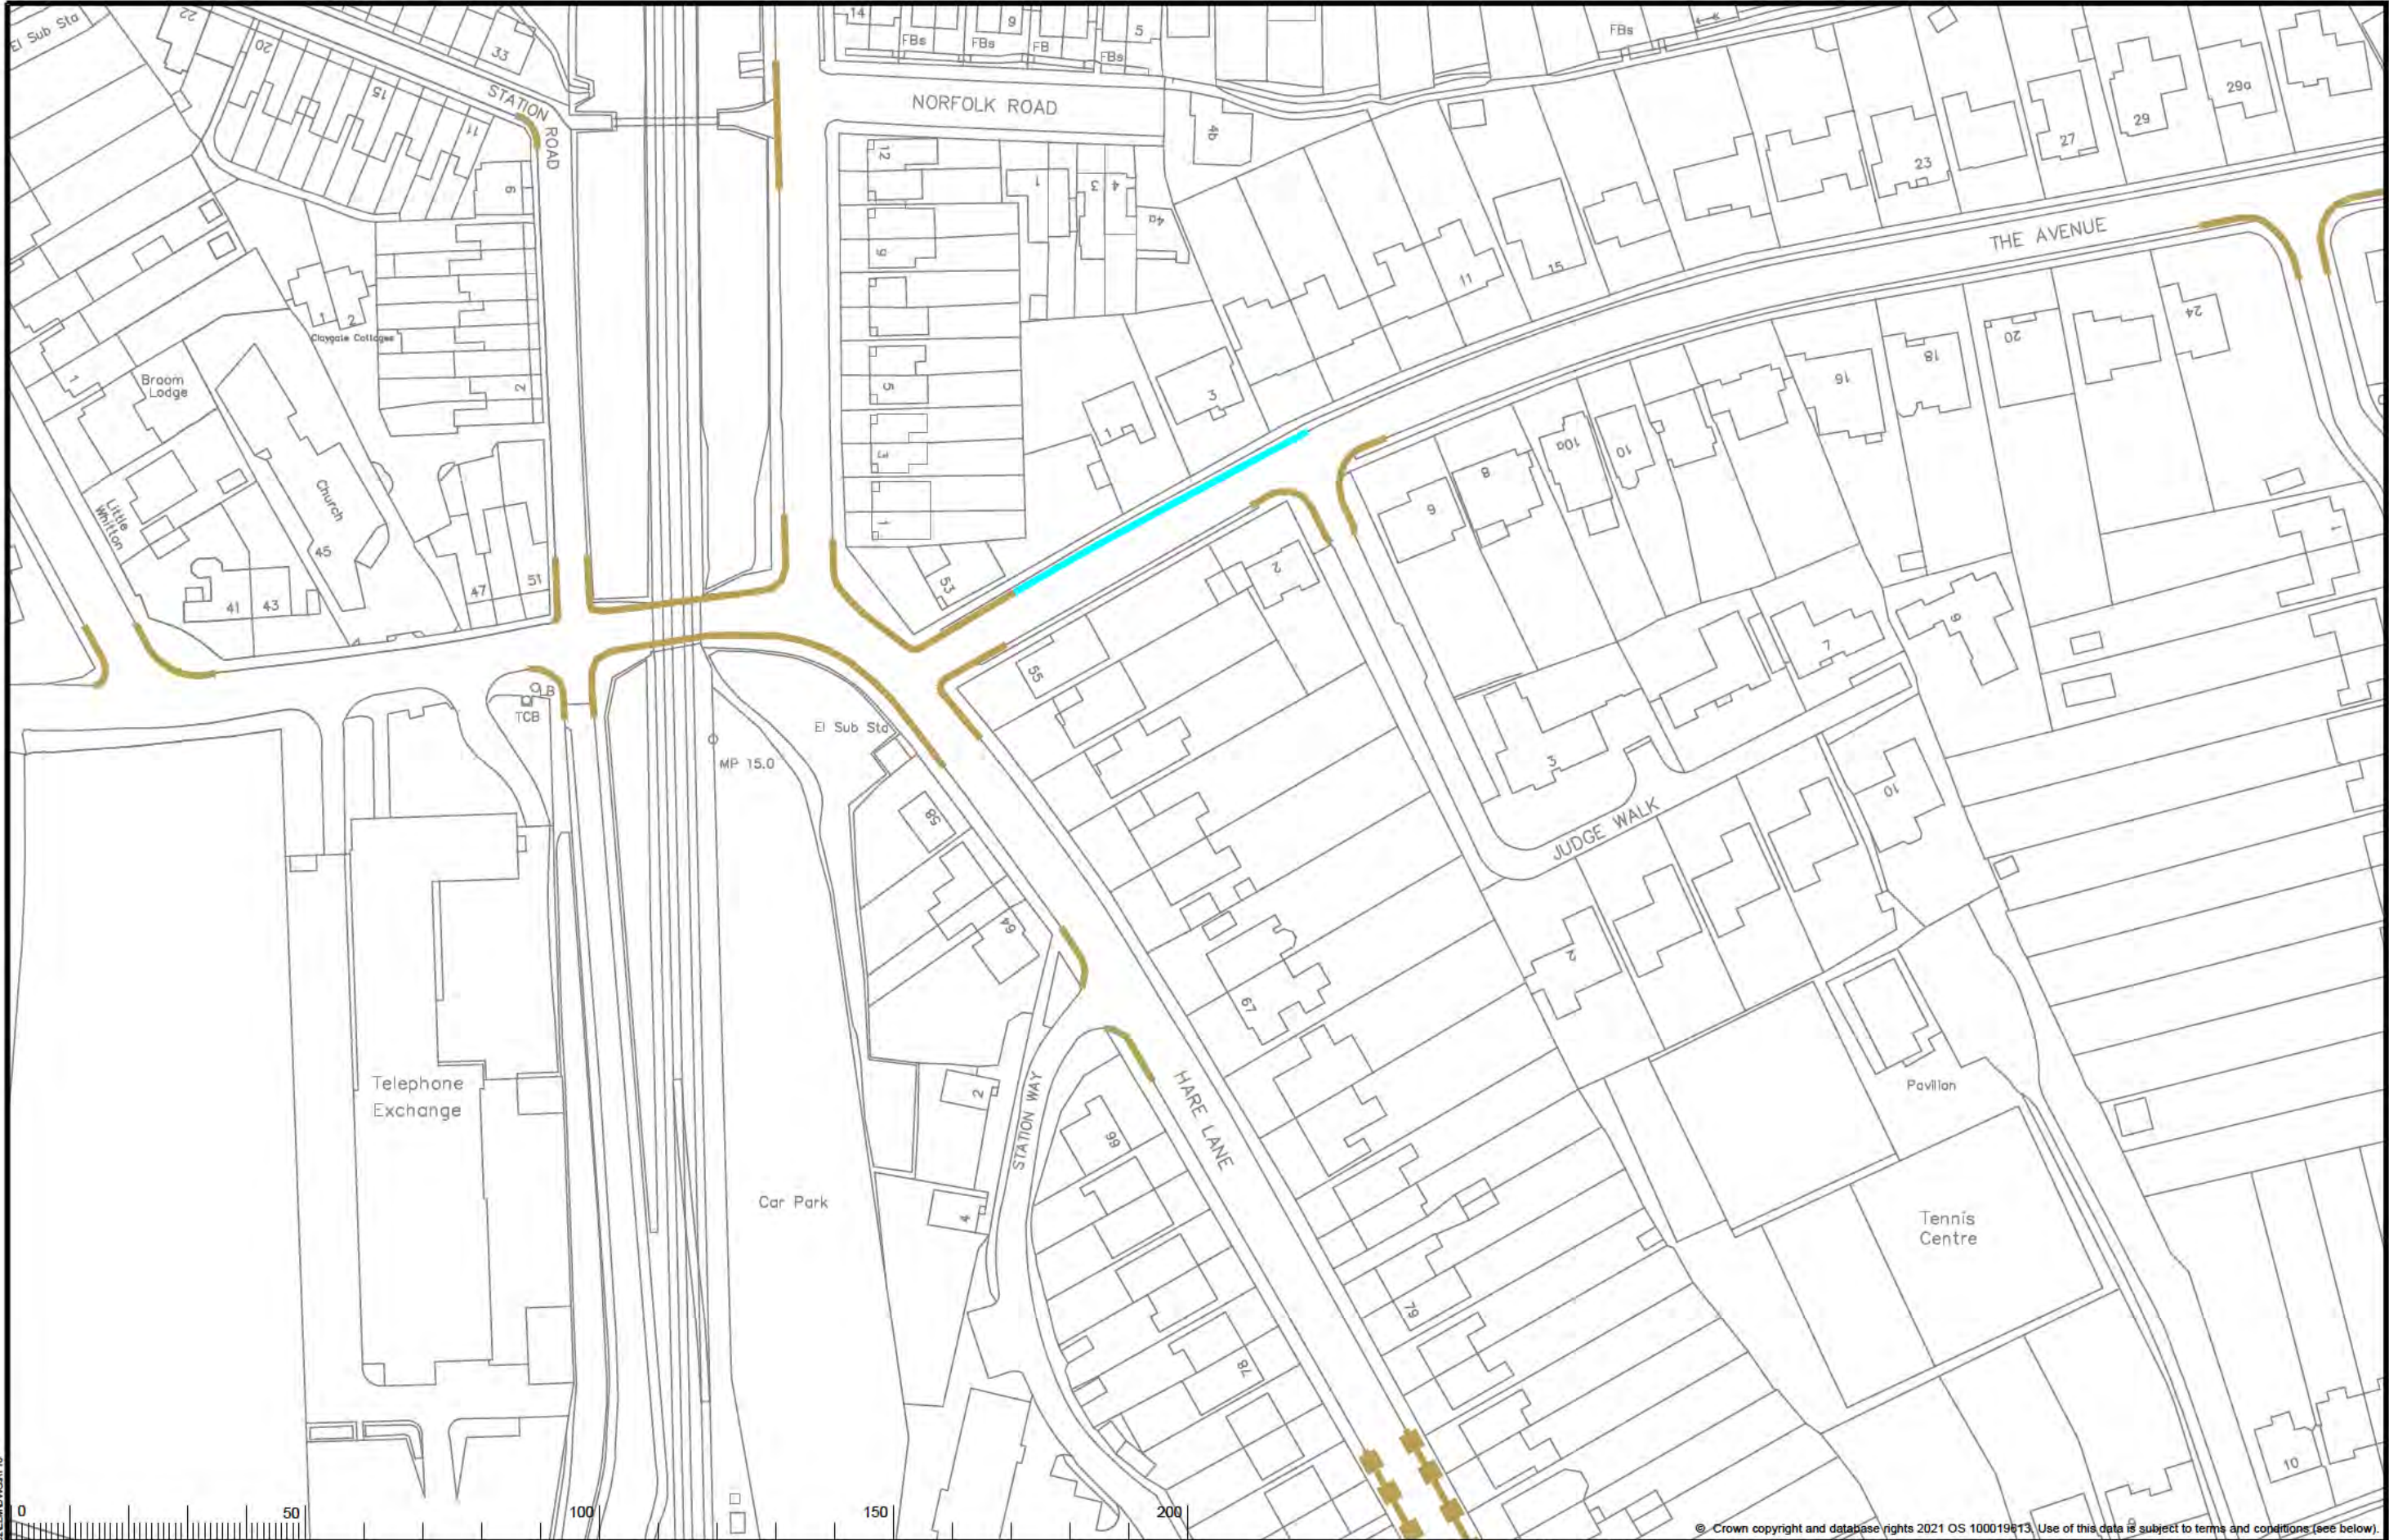 El Sub Sta
22
20
15
11
33
STATION ROAD
6
14
FBs
9
FBs
FB
5
FBs
FBs
NORFOLK ROAD
4b
12
9
5
3
1
1
3
4
4a
1
3
11
15
23
27
29
29a
THE AVENUE
1
2
Claygate Cottages
2
1
Broom
Lodge
Little
Whitton
Church
45
41
43
47
51
53
LB
TCB
El Sub Sta
MP 15.0
55
2
6
8
10a
10
16
18
20
24
1
9
7
3
10
JUDGE WALK
2
58
64
67
Telephone
Exchange
Car Park
2
4
STATION WAY
66
HARE LANE
78
79
Pavilion
Tennis
Centre
10
0
50
100
150
200
© Crown copyright and database rights 2021 OS 100019613. Use of this data is subject to terms and conditions (see below).